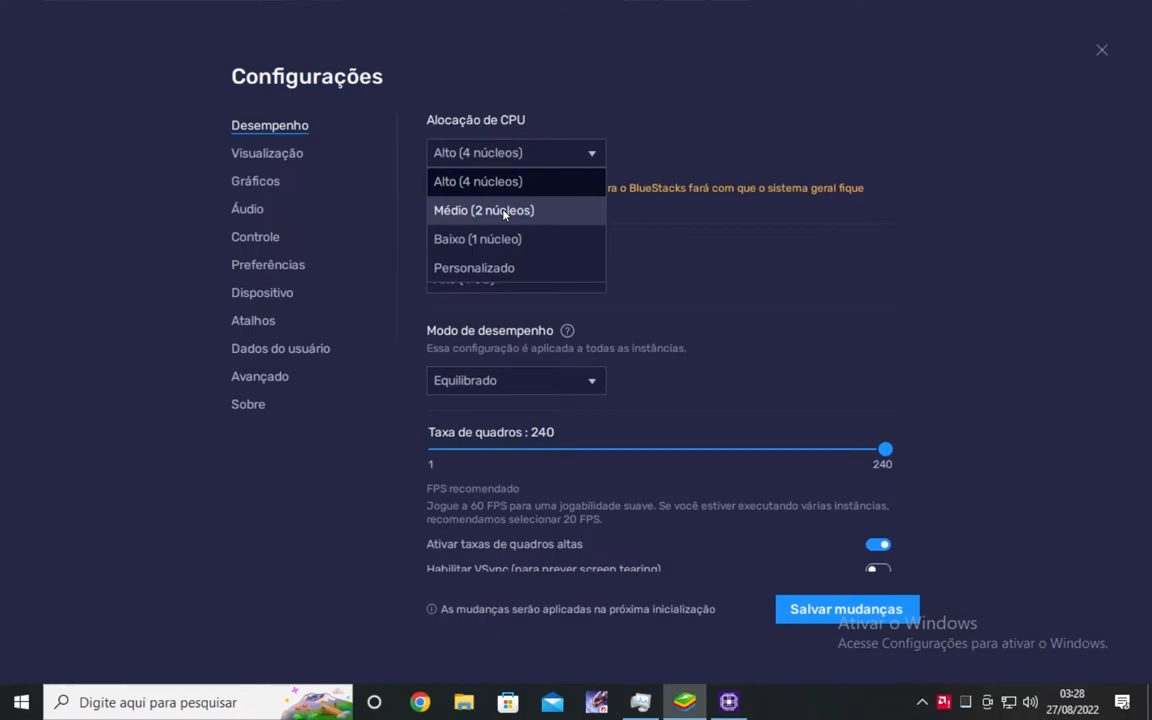 Configurações
Desempenho
Visualização
Gráficos
Áudio
Controle
Preferências
Dispositivo
Atalhos
Dados do usuário
Avançado
Sobre
Alocação de CPU
Alto (4 núcleos)
Alto (4 núcleos)
ra o BlueStacks fará com que o sistema geral fique
Médio (2 núcleos)
Baixo (1 núcleo)
Personalizado
Modo de desempenho ?
Essa configuração é aplicada a todas as instâncias.
Equilibrado
Taxa de quadros : 240
1
240
FPS recomendado
Jogue a 60 FPS para uma jogabilidade suave. Se você estiver executando várias instâncias,
recomendamos selecionar 20 FPS.
Ativar taxas de quadros altas
Habilitar VSync (para prever screen tearing)
As mudanças serão aplicadas na próxima inicialização
Salvar mudanças
Ativar o Windows
Acesse Configurações para ativar o Windows.
Digite aqui para pesquisar
03:28
27/08/2022